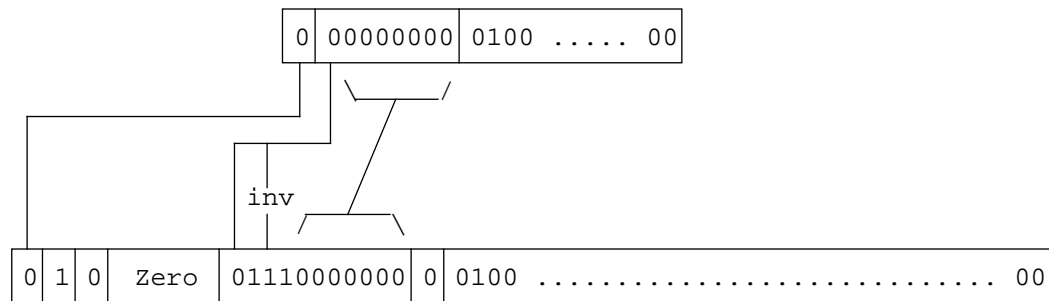 0 00000000 0100 ..... 00
inv
0 1 0 Zero 01110000000 0 0100 ............................ 00